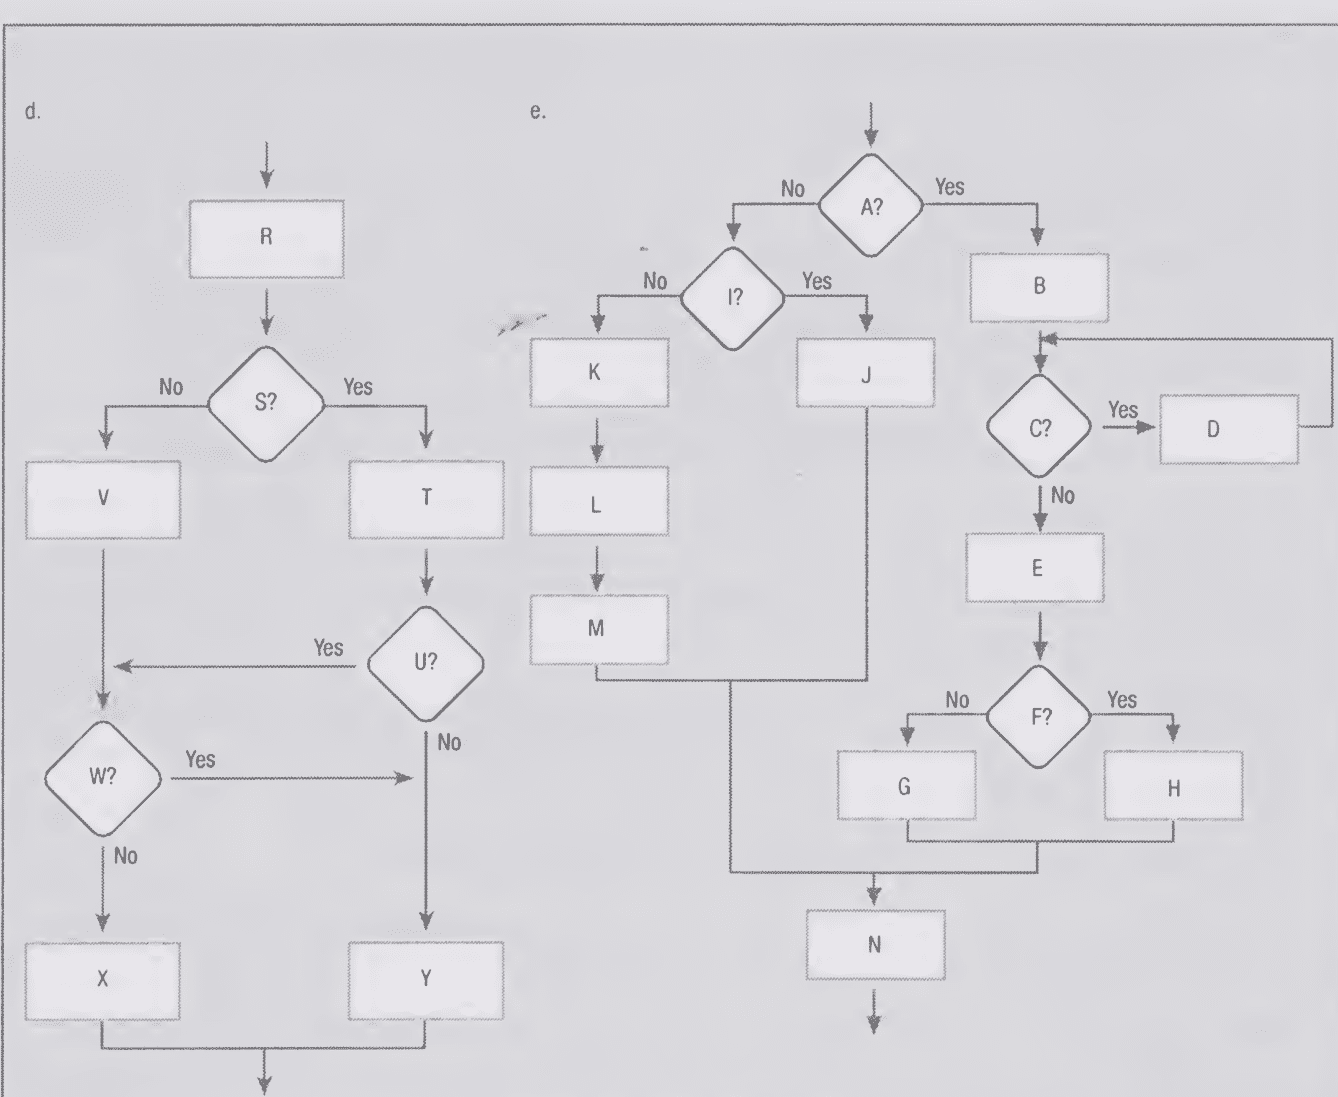 d.
R
S?
No
Yes
V
T
U?
Yes
No
W?
Yes
No
X
Y
e.
A?
No
Yes
I?
No
Yes
B
K
J
C?
Yes
D
No
L
E
M
F?
No
Yes
G
H
N